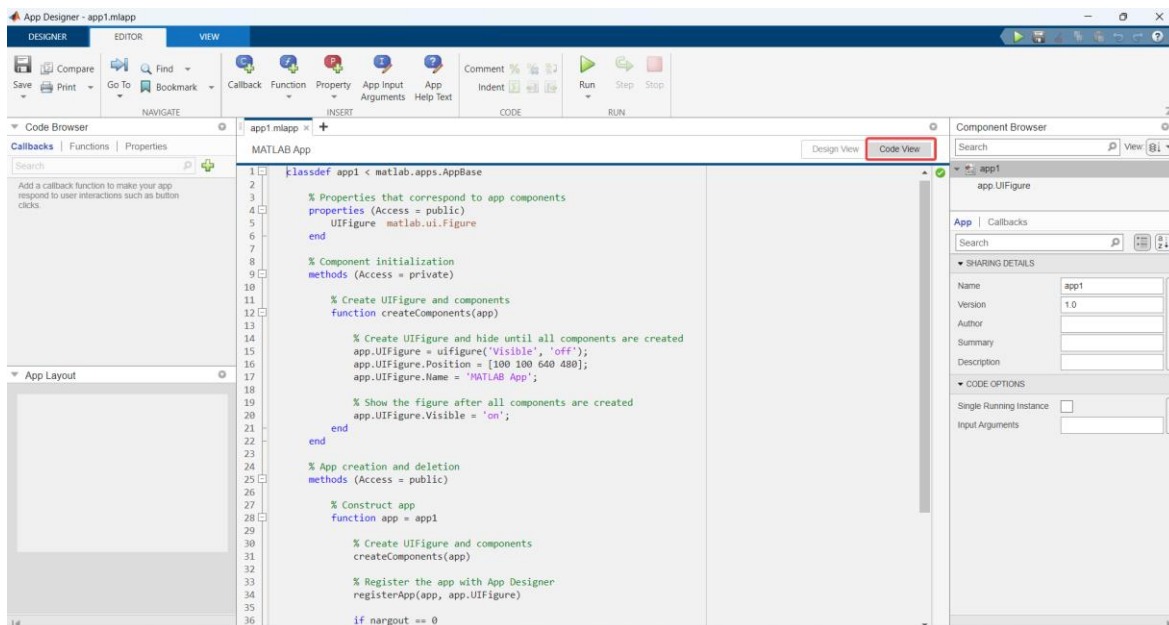 App Designer - app1.mlapp
DESIGNER EDITOR VIEW
Save Compare Print
Go To Find Bookmark
NAVIGATE
Callback Function Property App Input Arguments App Help Text
INSERT
Comment
Indent
CODE
Run Step Stop
RUN
Code Browser
Callbacks Functions Properties
Search
Add a callback function to make your app
respond to user interactions such as button
clicks.
App Layout
app1.mlapp
MATLAB App
Design View Code View
1 classdef app1 < matlab.apps.AppBase
2
3 % Properties that correspond to app components
4 properties (Access = public)
5 UIFigure matlab.ui.Figure
6 end
7
8 % Component initialization
9 methods (Access = private)
10
11 % Create UIFigure and components
12 function createComponents(app)
13
14 % Create UIFigure and hide until all components are created
15 app.UIFigure = uifigure('Visible', 'off');
16 app.UIFigure.Position = [100 100 640 480];
17 app.UIFigure.Name = 'MATLAB App';
18
19 % Show the figure after all components are created
20 app.UIFigure.Visible = 'on';
21 end
22 end
23
24 % App creation and deletion
25 methods (Access = public)
26
27 % Construct app
28 function app = app1
29
30 % Create UIFigure and components
31 createComponents(app)
32
33 % Register the app with App Designer
34 registerApp(app, app.UIFigure)
35
36 if nargout == 0
Component Browser
Search View:
app1
app.UIFigure
App Callbacks
Search
SHARING DETAILS
Name app1
Version 1.0
Author
Summary
Description
CODE OPTIONS
Single Running Instance
Input Arguments